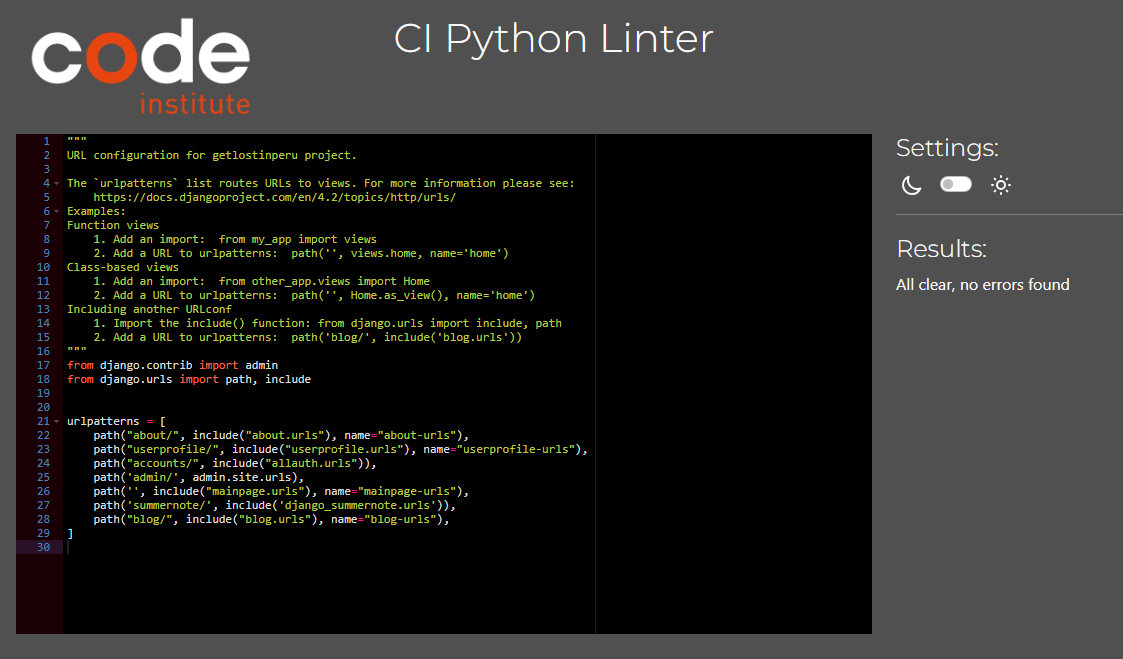 code
institute
CI Python Linter
1 """
2 URL configuration for getlostinperu project.
3
4 The `urlpatterns` list routes URLs to views. For more information please see:
5     https://docs.djangoproject.com/en/4.2/topics/http/urls/
6 Examples:
7 Function views
8     1. Add an import:  from my_app import views
9     2. Add a URL to urlpatterns:  path('', views.home, name='home')
10 Class-based views
11     1. Add an import:  from other_app.views import Home
12     2. Add a URL to urlpatterns:  path('', Home.as_view(), name='home')
13 Including another URLconf
14     1. Import the include() function: from django.urls import include, path
15     2. Add a URL to urlpatterns:  path('blog/', include('blog.urls'))
16 """
17 from django.contrib import admin
18 from django.urls import path, include
19
20
21 urlpatterns = [
22     path("about/", include("about.urls"), name="about-urls"),
23     path("userprofile/", include("userprofile.urls"), name="userprofile-urls"),
24     path("accounts/", include("allauth.urls")),
25     path('admin/', admin.site.urls),
26     path('', include("mainpage.urls"), name="mainpage-urls"),
27     path('summernote/', include('django_summernote.urls')),
28     path("blog/", include("blog.urls"), name="blog-urls"),
29 ]
30
Settings:
Results:
All clear, no errors found